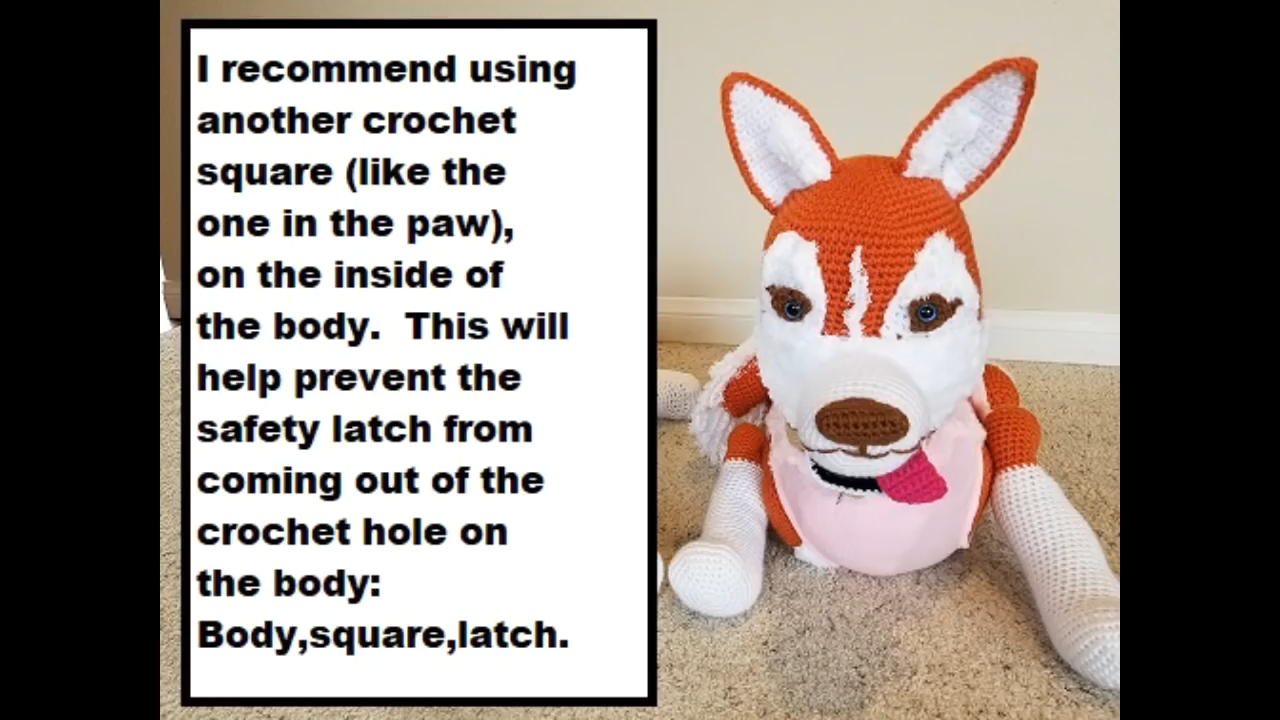 I recommend using
another crochet
square (like the
one in the paw),
on the inside of
the body.  This will
help prevent the
safety latch from
coming out of the
crochet hole on
the body:
Body,square,latch.